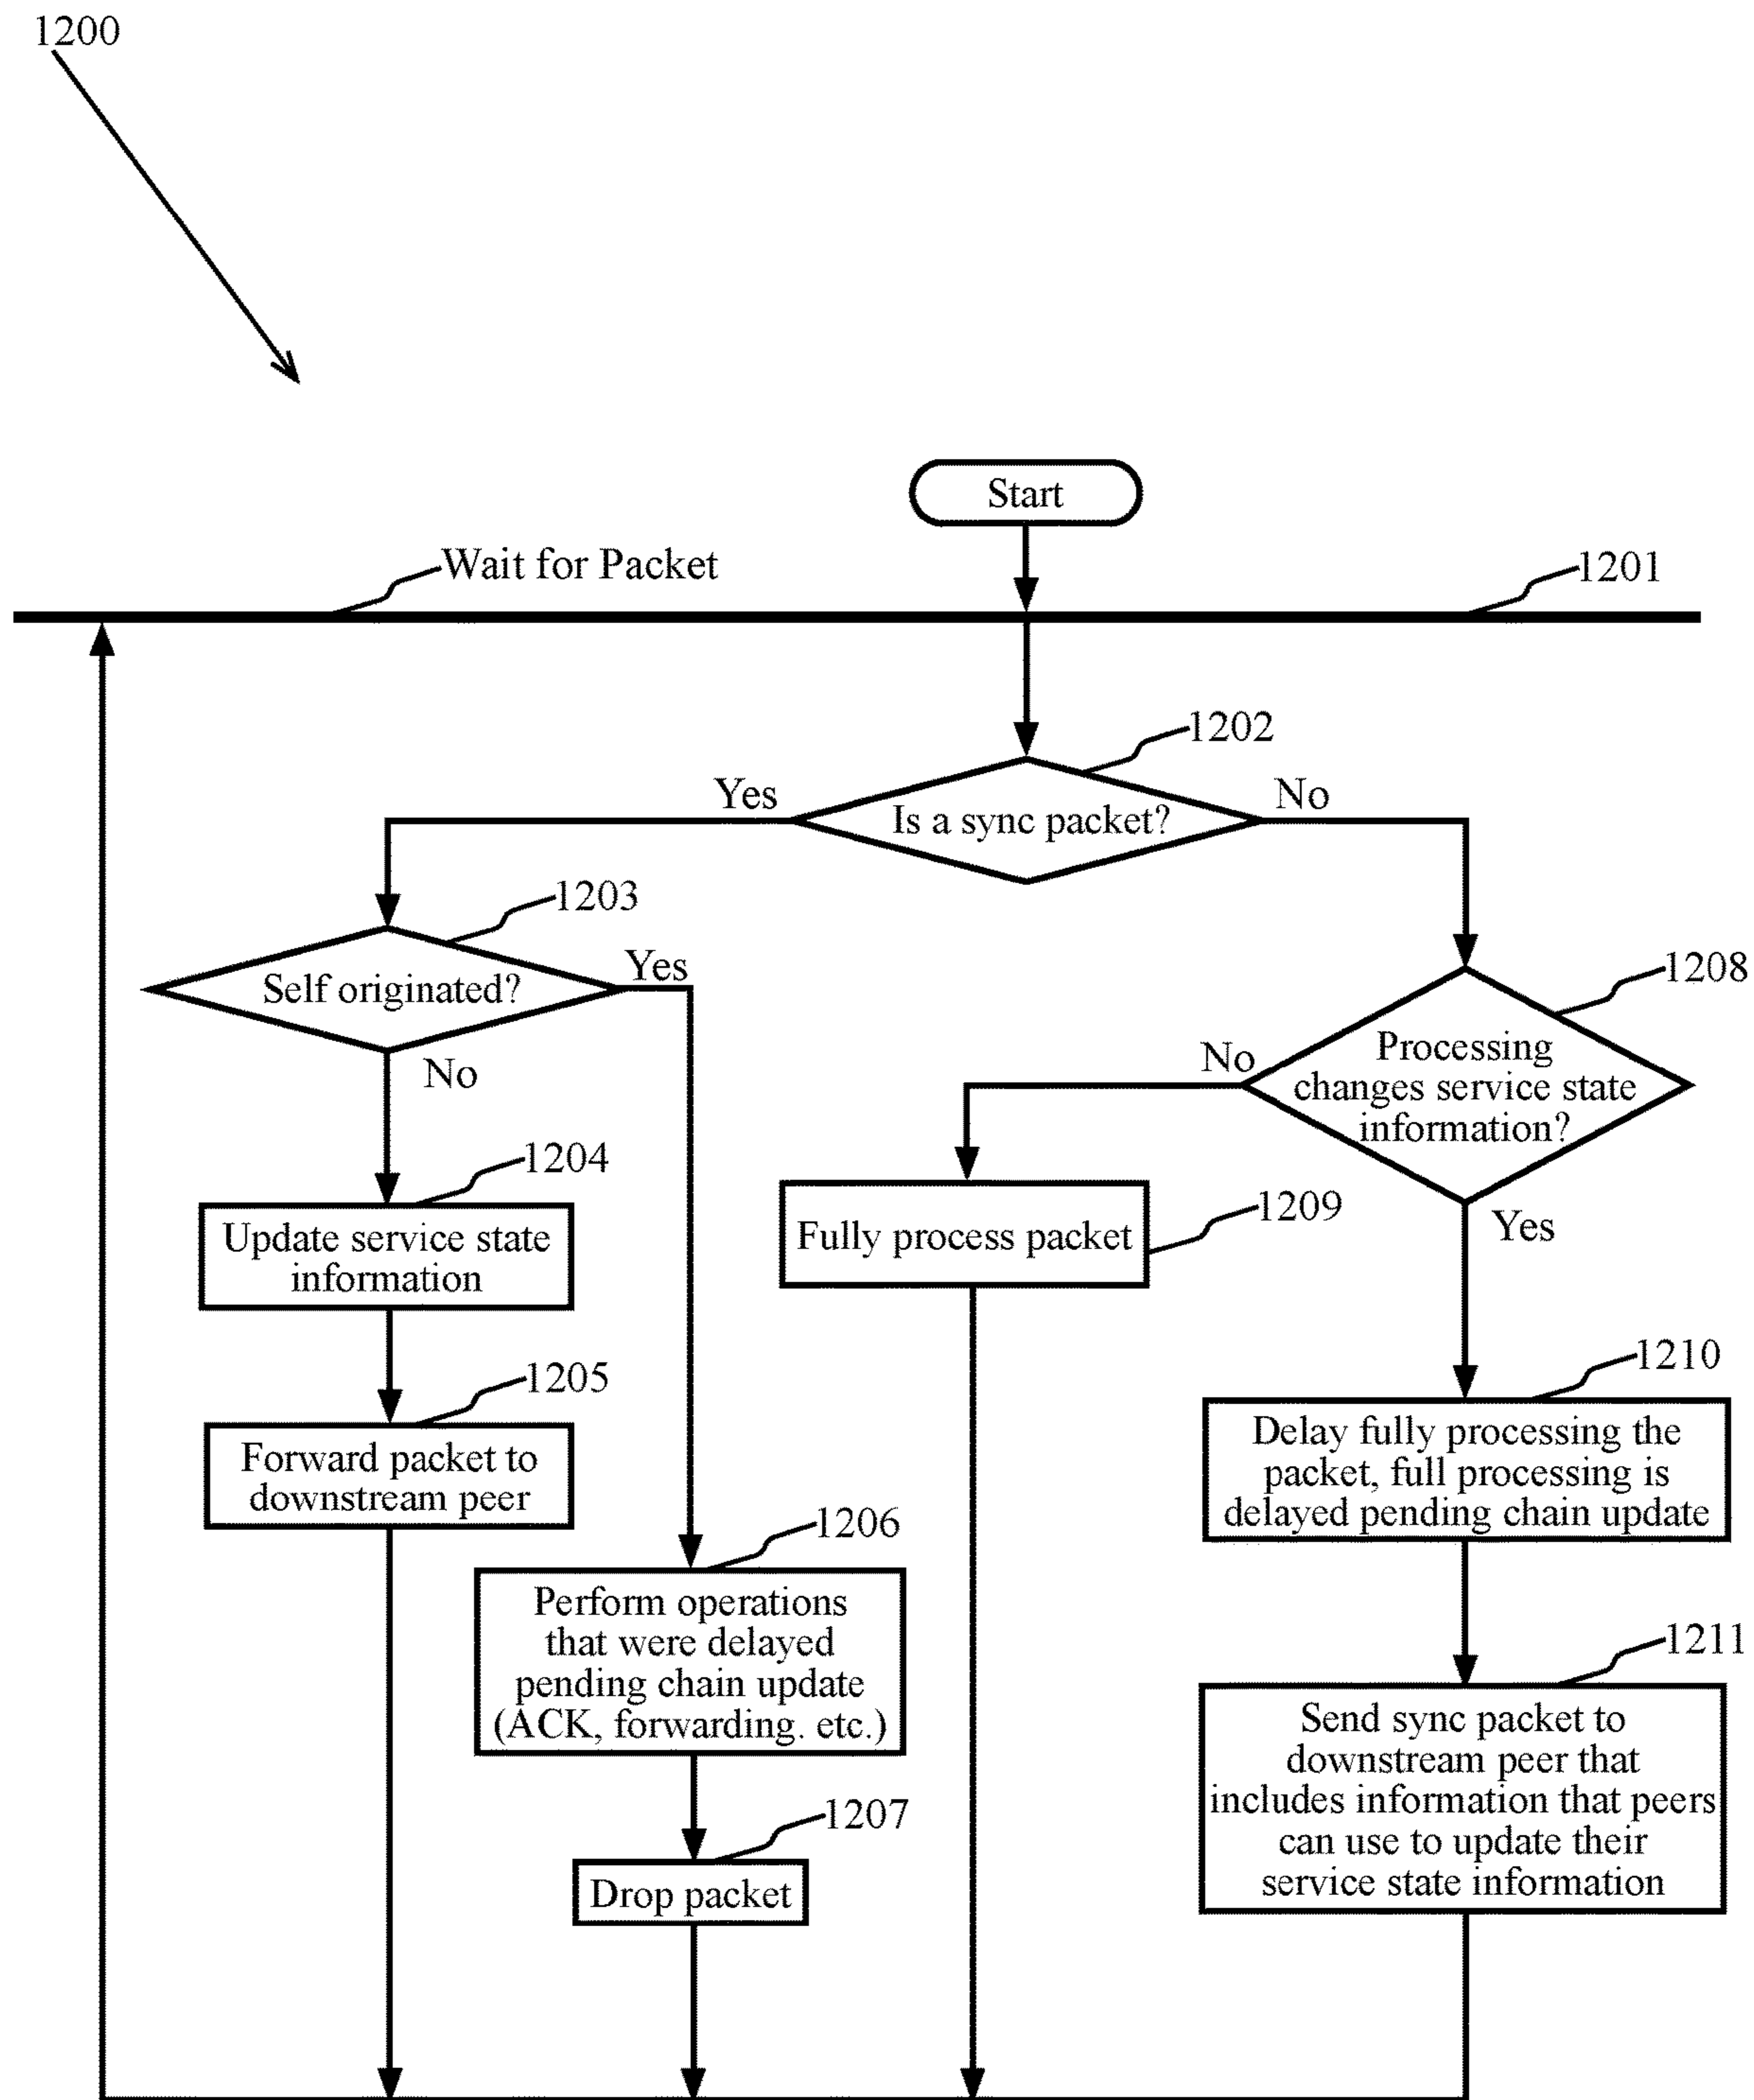 1200
Start
Wait for Packet
1201
1202
Yes
Is a sync packet?
No
1203
Self originated?
Yes
No
1208
Processing
changes service state
information?
No
Yes
1204
Update service state
information
1209
Fully process packet
1205
Forward packet to
downstream peer
1210
Delay fully processing the
packet, full processing is
delayed pending chain update
1206
Perform operations
that were delayed
pending chain update
(ACK, forwarding. etc.)
1211
Send sync packet to
downstream peer that
includes information that peers
can use to update their
service state information
1207
Drop packet